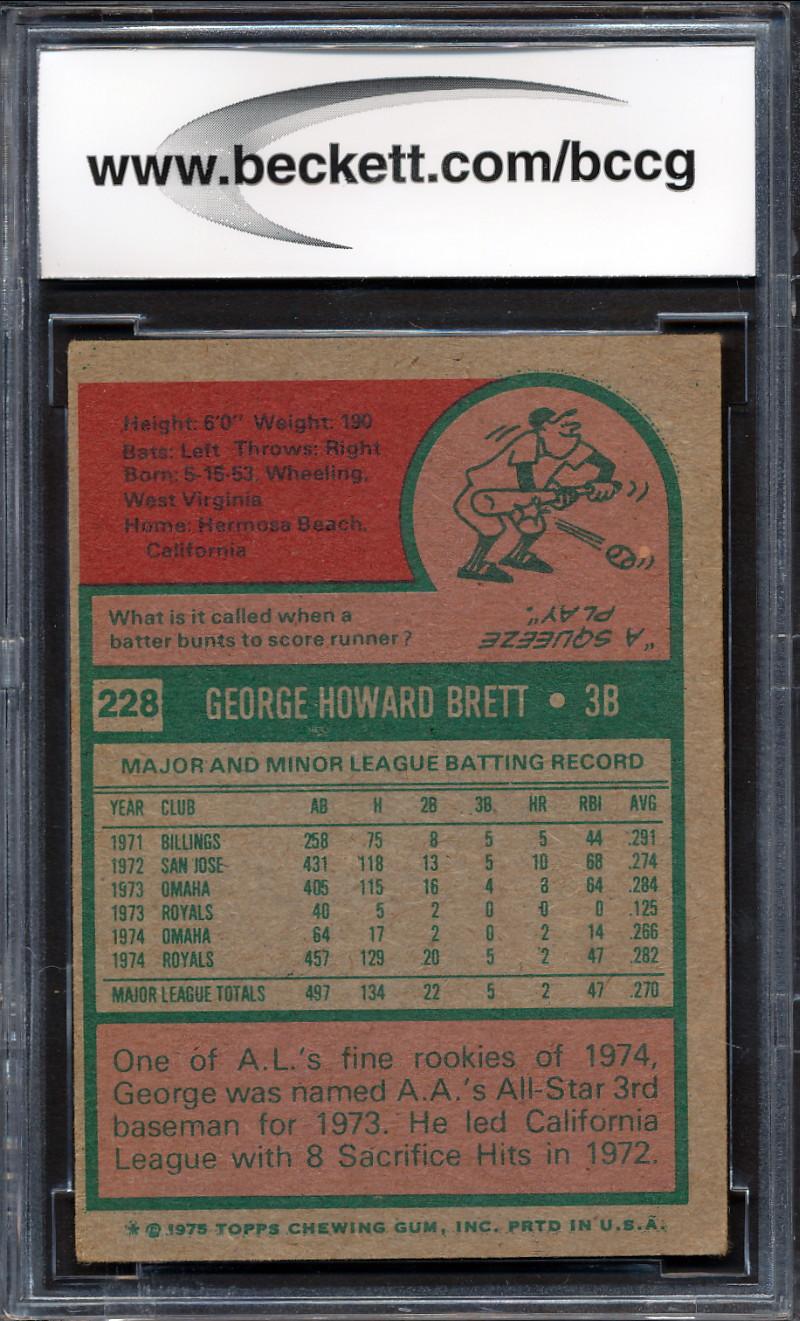 www.beckett.com/bccg
Height: 6'0" Weight: 190
Bats: Left Throws: Right
Born: 5-15-53, Wheeling,
West Virginia
Home: Hermosa Beach,
California
What is it called when a
batter bunts to score runner?
"A SQUEEZE
PLAY".
228 GEORGE HOWARD BRETT • 3B
MAJOR AND MINOR LEAGUE BATTING RECORD
YEAR CLUB AB H 2B 3B HR RBI AVG
1971 BILLINGS 258 75 8 5 5 44 .291
1972 SAN JOSE 431 118 13 5 10 68 .274
1973 OMAHA 405 115 16 4 8 64 .284
1973 ROYALS 40 5 2 0 0 0 .125
1974 OMAHA 64 17 2 0 2 14 .266
1974 ROYALS 457 129 20 5 2 47 .282
MAJOR LEAGUE TOTALS 497 134 22 5 2 47 .270
One of A.L.'s fine rookies of 1974,
George was named A.A.'s All-Star 3rd
baseman for 1973. He led California
League with 8 Sacrifice Hits in 1972.
* © 1975 TOPPS CHEWING GUM, INC. PRTD IN U.S.A.